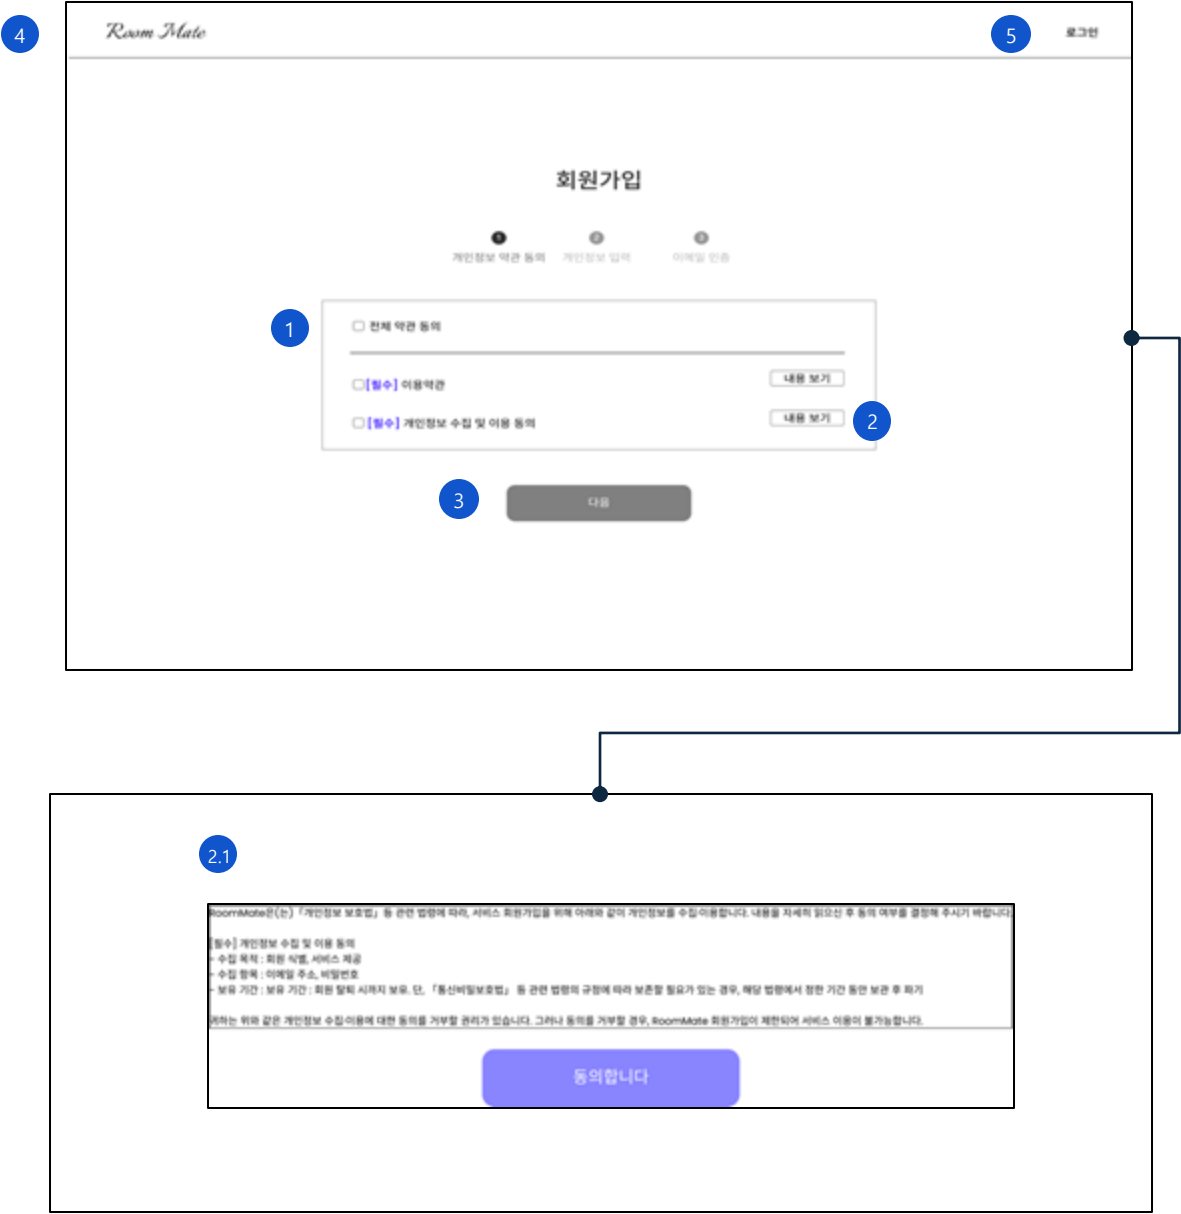 4
Room Mate
5
로그인
회원가입
1
2
3
개인정보 약관 동의
개인정보 입력
이메일 인증
1
전체 약관 동의
[필수] 이용약관
내용 보기
[필수] 개인정보 수집 및 이용 동의
내용 보기
2
3
다음
2.1
RoomMate은(는)「개인정보 보호법」등 관련 법령에 따라, 서비스 회원가입을 위해 아래와 같이 개인정보를 수집·이용합니다. 내용을 자세히 읽으신 후 동의 여부를 결정해 주시기 바랍니다.
[필수] 개인정보 수집 및 이용 동의
- 수집 목적 : 회원 식별, 서비스 제공
- 수집 항목 : 이메일 주소, 비밀번호
- 보유 기간 : 보유 기간 : 회원 탈퇴 시까지 보유. 단, 「통신비밀보호법」 등 관련 법령의 규정에 따라 보존할 필요가 있는 경우, 해당 법령에서 정한 기간 동안 보관 후 파기
귀하는 위와 같은 개인정보 수집·이용에 대한 동의를 거부할 권리가 있습니다. 그러나 동의를 거부할 경우, RoomMate 회원가입이 제한되어 서비스 이용이 불가능합니다.
동의합니다